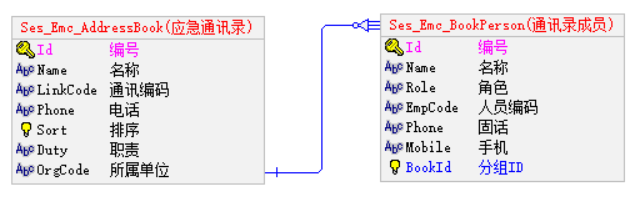 Ses_Emc_AddressBook(应急通讯录)
Id 编号
Name 名称
LinkCode 通讯编码
Phone 电话
Sort 排序
Duty 职责
OrgCode 所属单位
Ses_Emc_BookPerson(通讯录成员)
Id 编号
Name 名称
Role 角色
EmpCode 人员编码
Phone 固话
Mobile 手机
BookId 分组ID